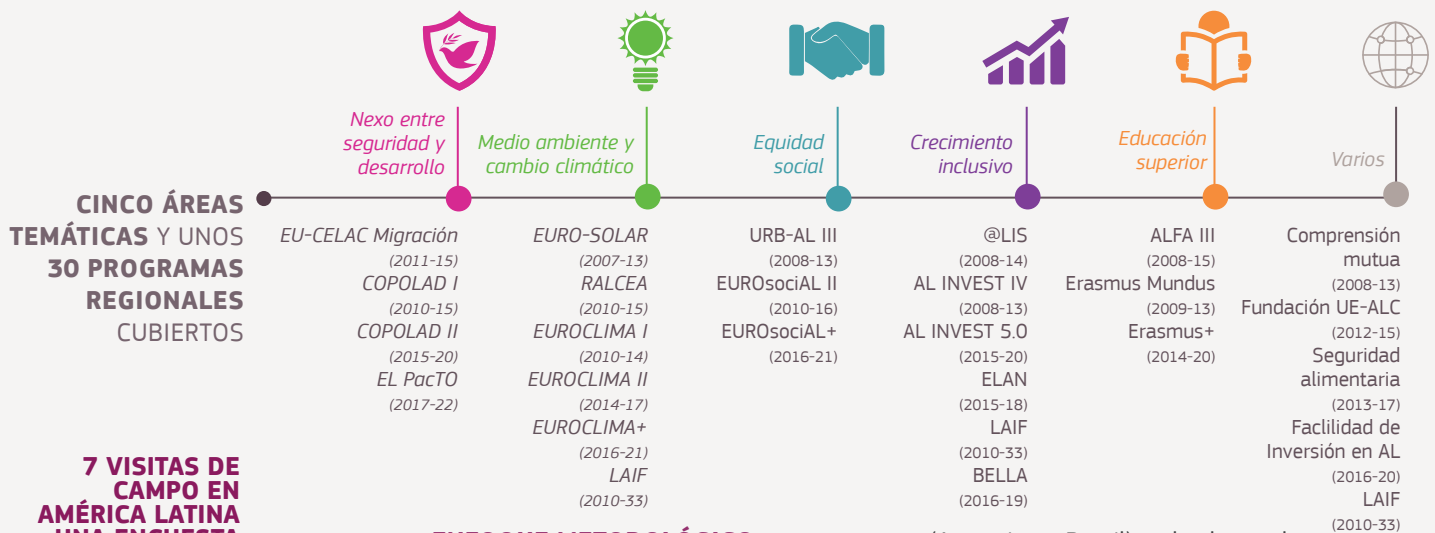 CINCO ÁREAS
TEMÁTICAS Y UNOS
30 PROGRAMAS
REGIONALES
CUBIERTOS
Nexo entre
seguridad y
desarrollo
EU-CELAC Migración
(2011-15)
COPOLAD I
(2010-15)
COPOLAD II
(2015-20)
EL PacTO
(2017-22)
Medio ambiente y
cambio climático
EURO-SOLAR
(2007-13)
RALCEA
(2010-15)
EUROCLIMA I
(2010-14)
EUROCLIMA II
(2014-17)
EUROCLIMA+
(2016-21)
LAIF
(2010-33)
Equidad
social
URB-AL III
(2008-13)
EUROsociAL II
(2010-16)
EUROsociAL+
(2016-21)
Crecimiento
inclusivo
@LIS
(2008-14)
AL INVEST IV
(2008-13)
AL INVEST 5.0
(2015-20)
ELAN
(2015-18)
LAIF
(2010-33)
BELLA
(2016-19)
Educación
superior
ALFA III
(2008-15)
Erasmus Mundus
(2009-13)
Erasmus+
(2014-20)
Varios
Comprensión
mutua
(2008-13)
Fundación UE-ALC
(2012-15)
Seguridad
alimentaria
(2013-17)
Faclilidad de
Inversión en AL
(2016-20)
LAIF
(2010-33)
7 VISITAS DE
CAMPO EN
AMÉRICA LATINA